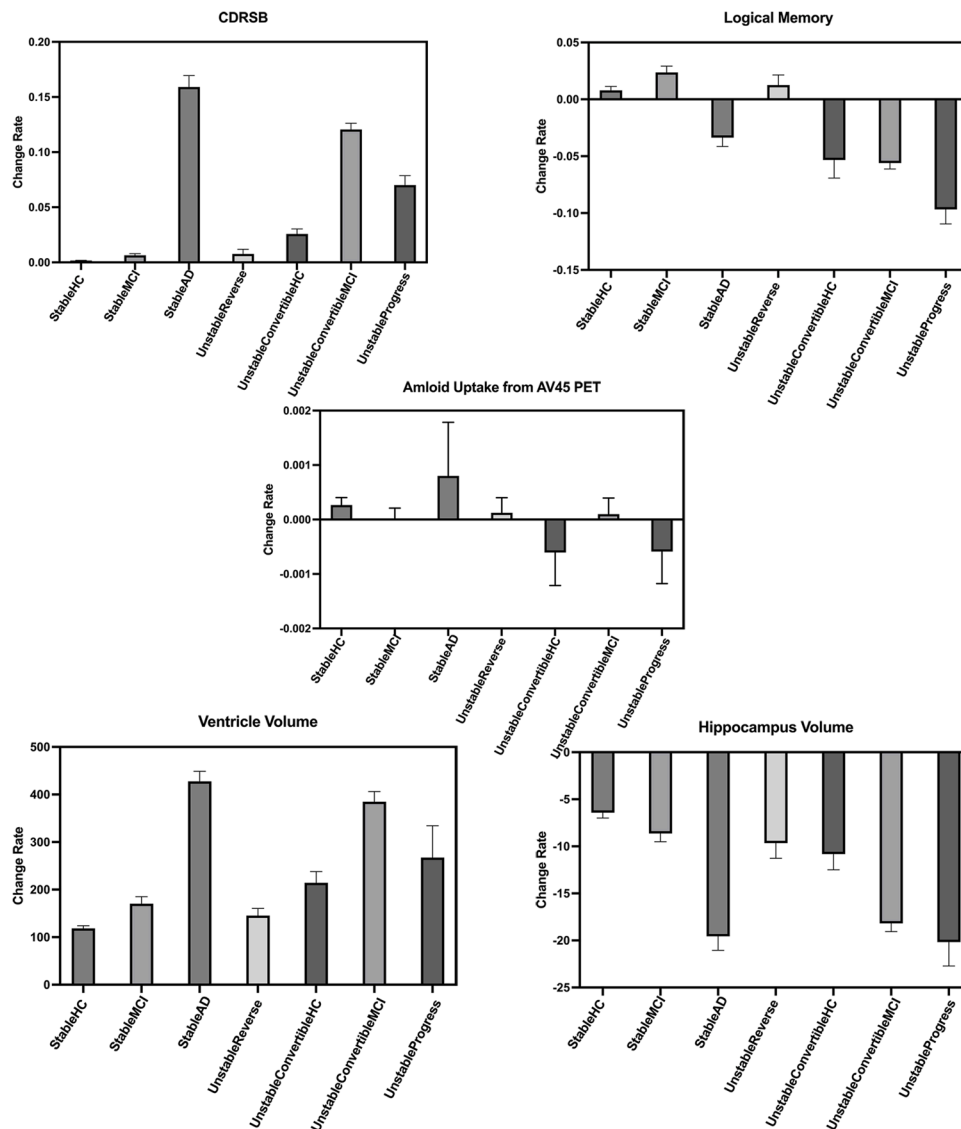 CDRSB
Change Rate
0.20
0.15
0.10
0.05
0.00
StableHC
StableMCI
StableAD
UnstableReverse
UnstableConvertibleHC
UnstableConvertibleMCI
UnstableProgress
Logical Memory
Change Rate
0.05
0.00
-0.05
-0.10
-0.15
StableHC
StableMCI
StableAD
UnstableReverse
UnstableConvertibleHC
UnstableConvertibleMCI
UnstableProgress
Amloid Uptake from AV45 PET
Change Rate
0.002
0.001
0.000
-0.001
-0.002
StableHC
StableMCI
StableAD
UnstableReverse
UnstableConvertibleHC
UnstableConvertibleMCI
UnstableProgress
Ventricle Volume
Change Rate
500
400
300
200
100
0
StableHC
StableMCI
StableAD
UnstableReverse
UnstableConvertibleHC
UnstableConvertibleMCI
UnstableProgress
Hippocampus Volume
Change Rate
0
-5
-10
-15
-20
-25
StableHC
StableMCI
StableAD
UnstableReverse
UnstableConvertibleHC
UnstableConvertibleMCI
UnstableProgress